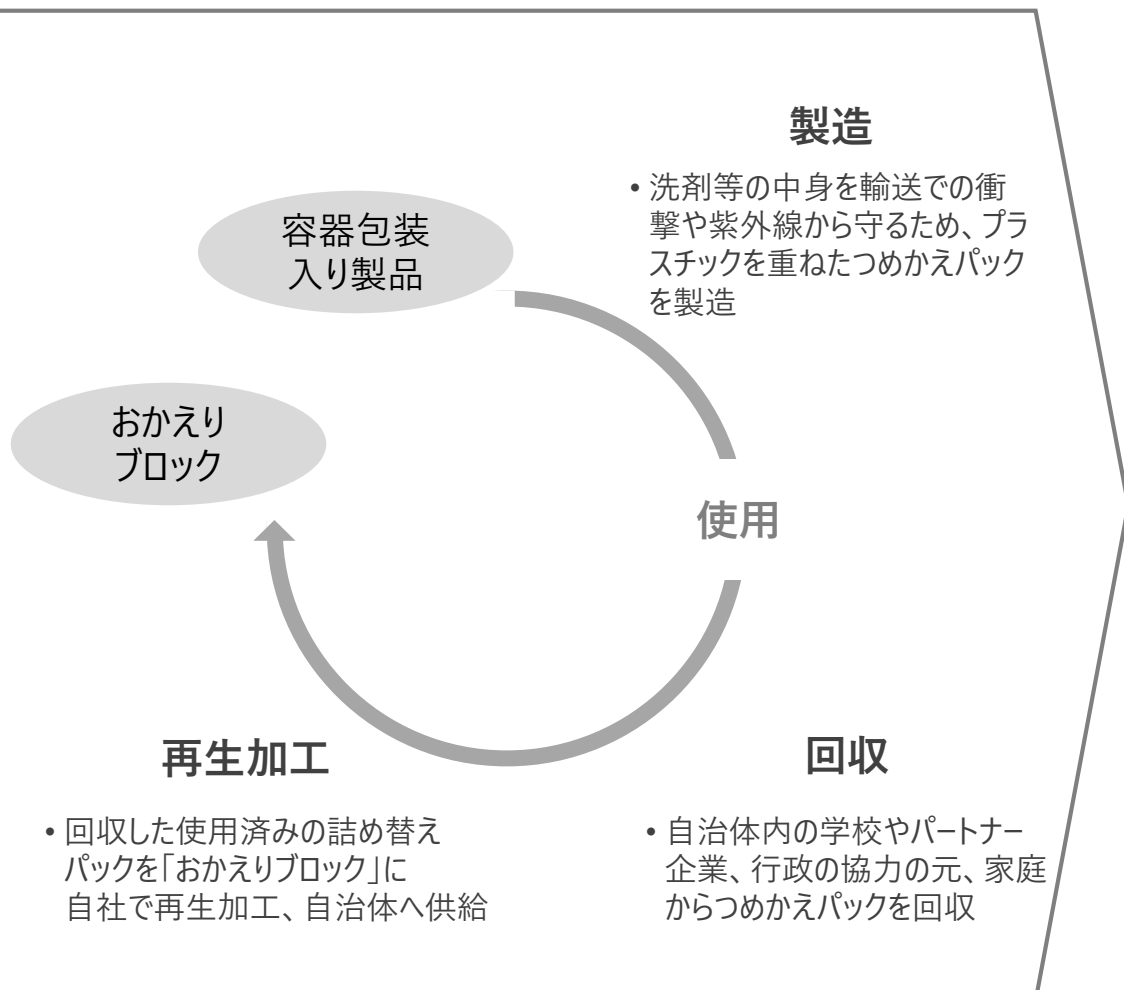 製造
• 洗剤等の中身を輸送での衝
撃や紫外線から守るため、プラ
スチックを重ねたつめかえパック
を製造
容器包装
入り製品
おかえり
ブロック
使用
再生加工
• 回収した使用済みの詰め替え
パックを「おかえりブロック」に
自社で再生加工、自治体へ供給
回収
• 自治体内の学校やパートナー
企業、行政の協力の元、家庭
からつめかえパックを回収